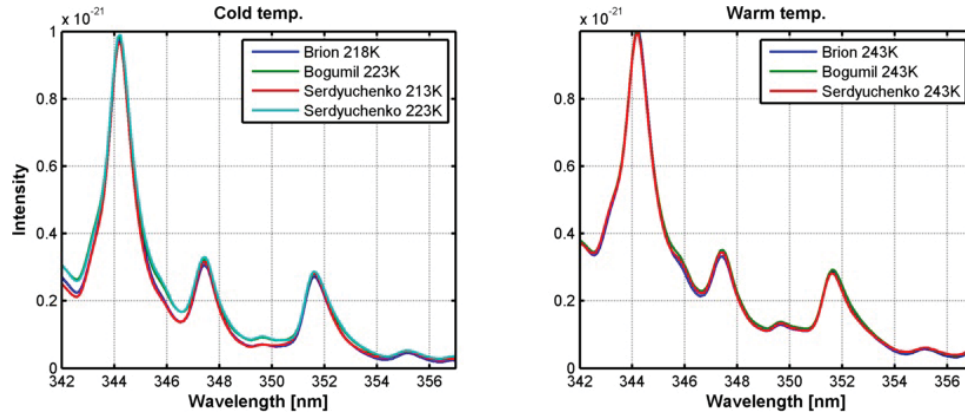 Cold temp.
x 10⁻²¹
Brion 218K
Bogumil 223K
Serdyuchenko 213K
Serdyuchenko 223K
1
0.8
0.6
0.4
0.2
0
Intensity
342 344 346 348 350 352 354 356
Wavelength [nm]
Warm temp.
x 10⁻²¹
Brion 243K
Bogumil 243K
Serdyuchenko 243K
1
0.8
0.6
0.4
0.2
0
342 344 346 348 350 352 354 356
Wavelength [nm]